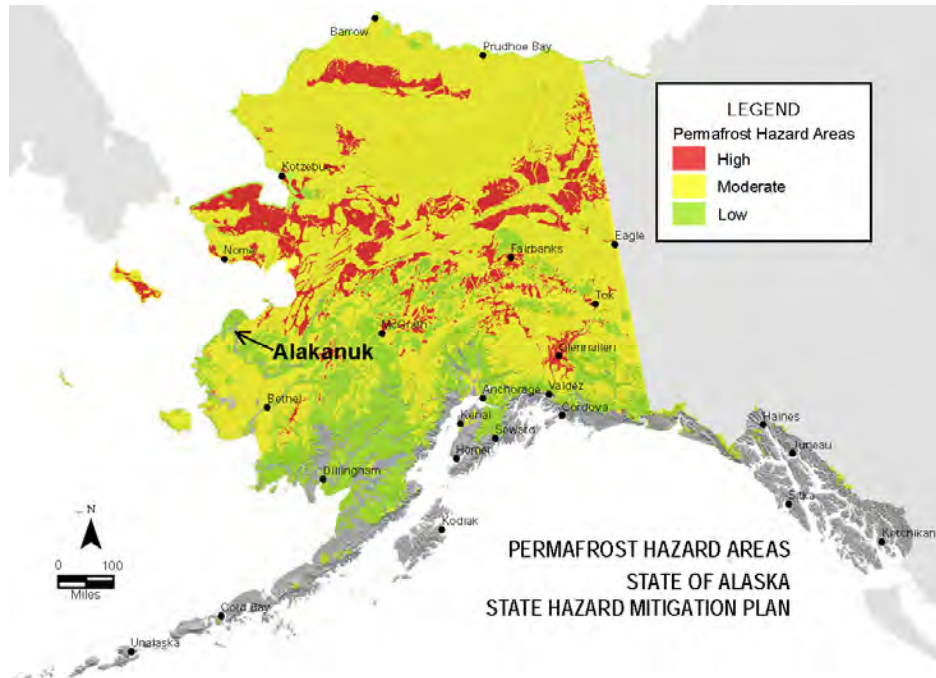 Barrow
Prudhoe Bay
LEGEND
Permafrost Hazard Areas
High
Moderate
Low
Kotzebue
Nome
Fairbanks
Eagle
Tok
McGrath
Alakanuk
Glennallen
Bethel
Anchorage
Valdez
Cordova
Kenai
Seward
Homer
Haines
Juneau
Dillingham
Sitka
Kodiak
Ketchikan
N
0 100
Miles
PERMAFROST HAZARD AREAS
STATE OF ALASKA
STATE HAZARD MITIGATION PLAN
Cold Bay
Unalaska